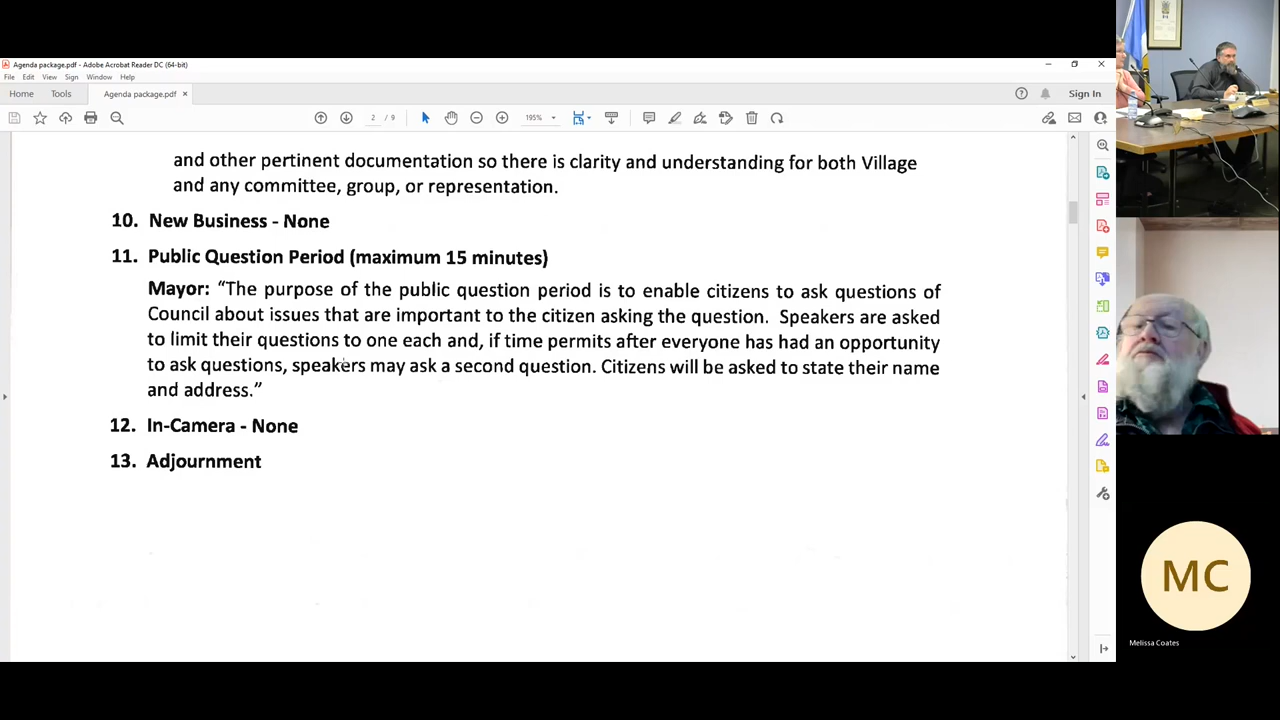 Agenda package.pdf - Adobe Acrobat Reader DC (64-bit)
File Edit View Sign Window Help
Home Tools Agenda package.pdf × Sign In
2 / 9 195%
and other pertinent documentation so there is clarity and understanding for both Village
and any committee, group, or representation.
10. New Business - None
11. Public Question Period (maximum 15 minutes)
Mayor: “The purpose of the public question period is to enable citizens to ask questions of
Council about issues that are important to the citizen asking the question. Speakers are asked
to limit their questions to one each and, if time permits after everyone has had an opportunity
to ask questions, speakers may ask a second question. Citizens will be asked to state their name
and address.”
12. In-Camera - None
13. Adjournment
MC
Melissa Coates